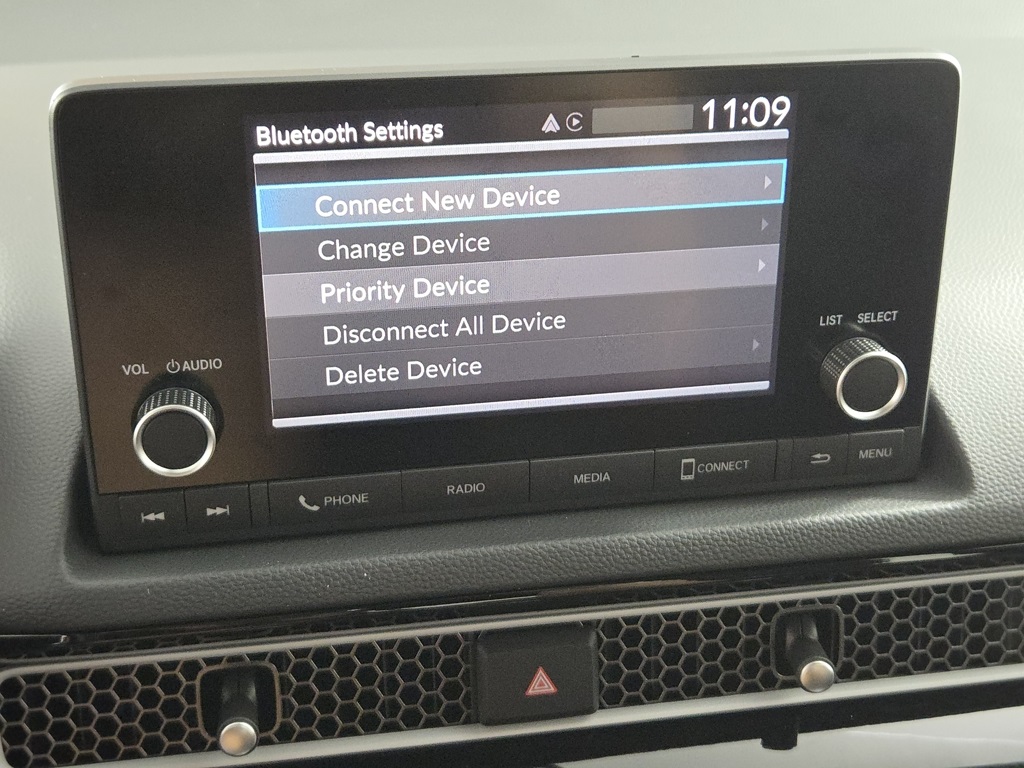 Bluetooth Settings 11:09
Connect New Device
Change Device
Priority Device
Disconnect All Device
Delete Device
VOL AUDIO
LIST SELECT
PHONE RADIO MEDIA CONNECT MENU